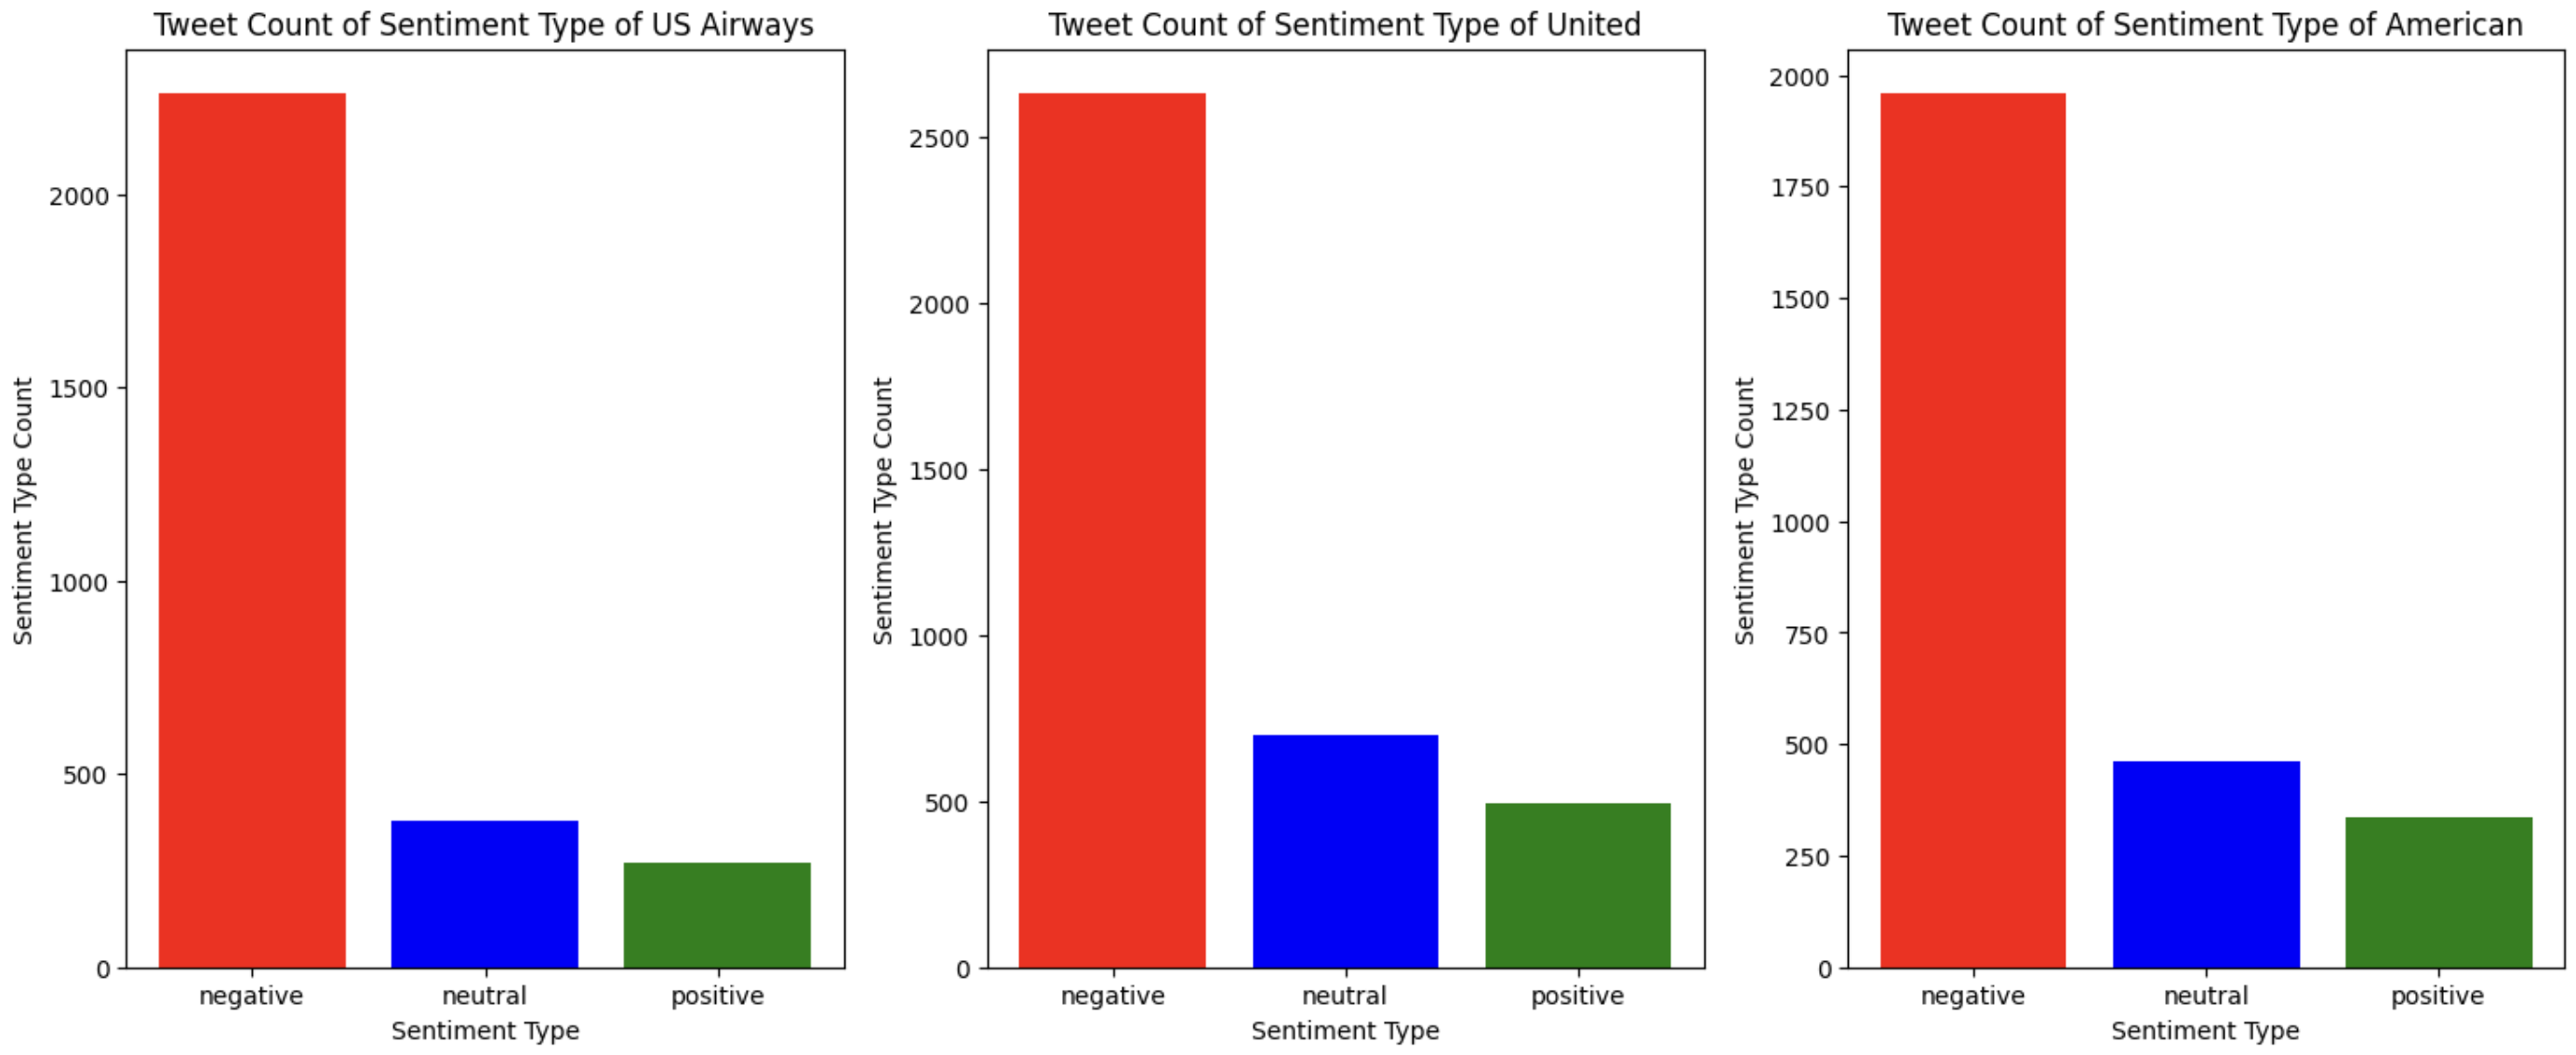 Tweet Count of Sentiment Type of US Airways
Sentiment Type Count
2000
1500
1000
500
0
negative neutral positive
Sentiment Type
Tweet Count of Sentiment Type of United
Sentiment Type Count
2500
2000
1500
1000
500
0
negative neutral positive
Sentiment Type
Tweet Count of Sentiment Type of American
Sentiment Type Count
2000
1750
1500
1250
1000
750
500
250
0
negative neutral positive
Sentiment Type